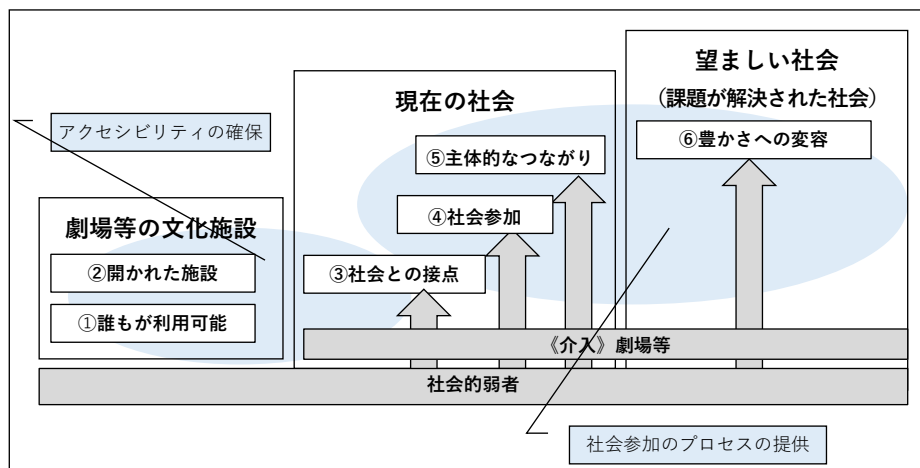 望ましい社会
(課題が解決された社会)
⑥豊かさへの変容
現在の社会
⑤主体的なつながり
④社会参加
③社会との接点
アクセシビリティの確保
劇場等の文化施設
②開かれた施設
①誰もが利用可能
《介入》劇場等
社会的弱者
社会参加のプロセスの提供